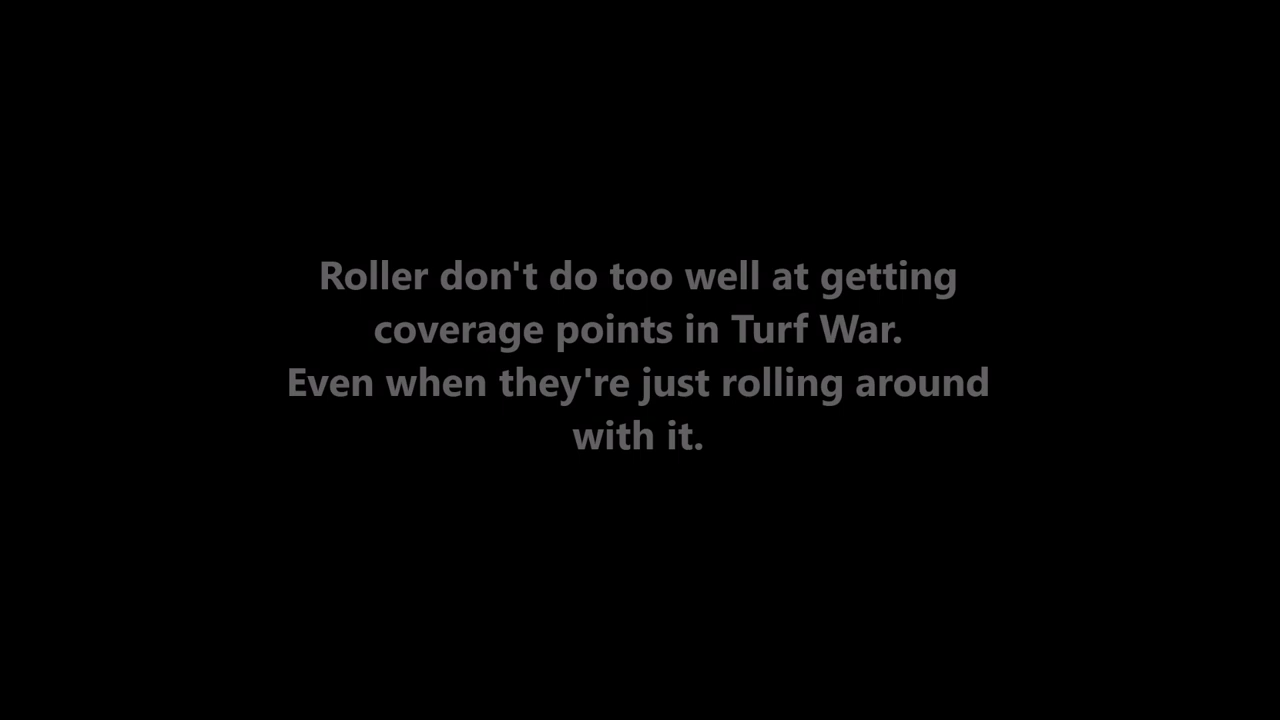 Roller don't do too well at getting
coverage points in Turf War.
Even when they're just rolling around
with it.